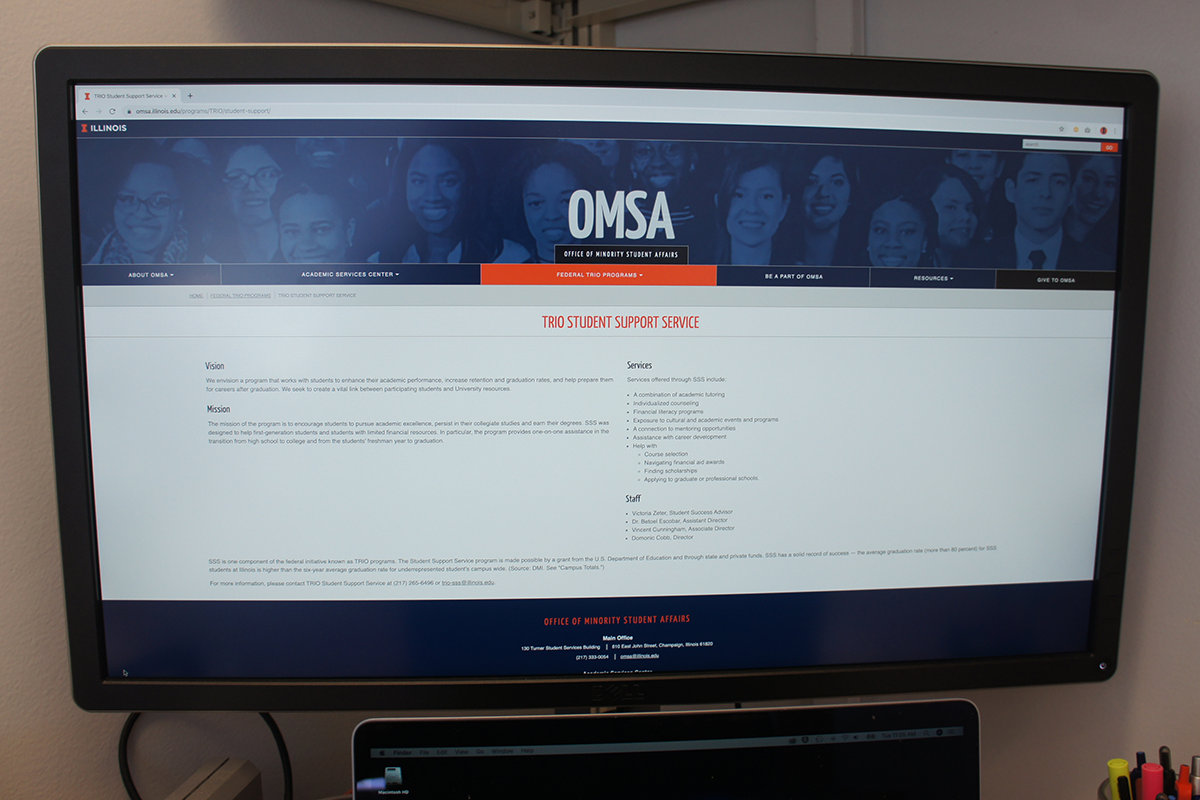 TRIO Student Support Service
omsa.illinois.edu/programs/TRIO/student-support/
ILLINOIS
search
GO
OMSA
OFFICE OF MINORITY STUDENT AFFAIRS
ABOUT OMSA ACADEMIC SERVICES CENTER FEDERAL TRIO PROGRAMS BE A PART OF OMSA RESOURCES GIVE TO OMSA
HOME | FEDERAL TRIO PROGRAMS | TRIO STUDENT SUPPORT SERVICE
TRIO STUDENT SUPPORT SERVICE
Vision
We envision a program that works with students to enhance their academic performance, increase retention and graduation rates, and help prepare them
for careers after graduation. We seek to create a vital link between participating students and University resources.
Mission
The mission of the program is to encourage students to pursue academic excellence, persist in their collegiate studies and earn their degrees. SSS was
designed to help first-generation students and students with limited financial resources. In particular, the program provides one-on-one assistance in the
transition from high school to college and from the students' freshman year to graduation.
Services
Services offered through SSS include:
• A combination of academic tutoring
• Individualized counseling
• Financial literacy programs
• Exposure to cultural and academic events and programs
• A connection to mentoring opportunities
• Assistance with career development
• Help with
◦ Course selection
◦ Navigating financial aid awards
◦ Finding scholarships
◦ Applying to graduate or professional schools
Staff
• Victoria Zeter, Student Success Advisor
• Dr. Betoel Escobar, Assistant Director
• Vincent Cunningham, Associate Director
• Domonic Cobb, Director
SSS is one component of the federal initiative known as TRIO programs. The Student Support Service program is made possible by a grant from the U.S. Department of Education and through state and private funds. SSS has a solid record of success — the average graduation rate (more than 80 percent) for SSS
students at Illinois is higher than the six-year average graduation rate for underrepresented student's campus wide. (Source: DMI. See "Campus Totals.")
For more information, please contact TRIO Student Support Service at (217) 265-6496 or trio-sss@illinois.edu.
OFFICE OF MINORITY STUDENT AFFAIRS
Main Office
130 Turner Student Services Building | 610 East John Street, Champaign, Illinois 61820
(217) 333-0054 | omsa@illinois.edu
Academic Services Center
DELL
Finder File Edit View Go Window Help
Macintosh HD